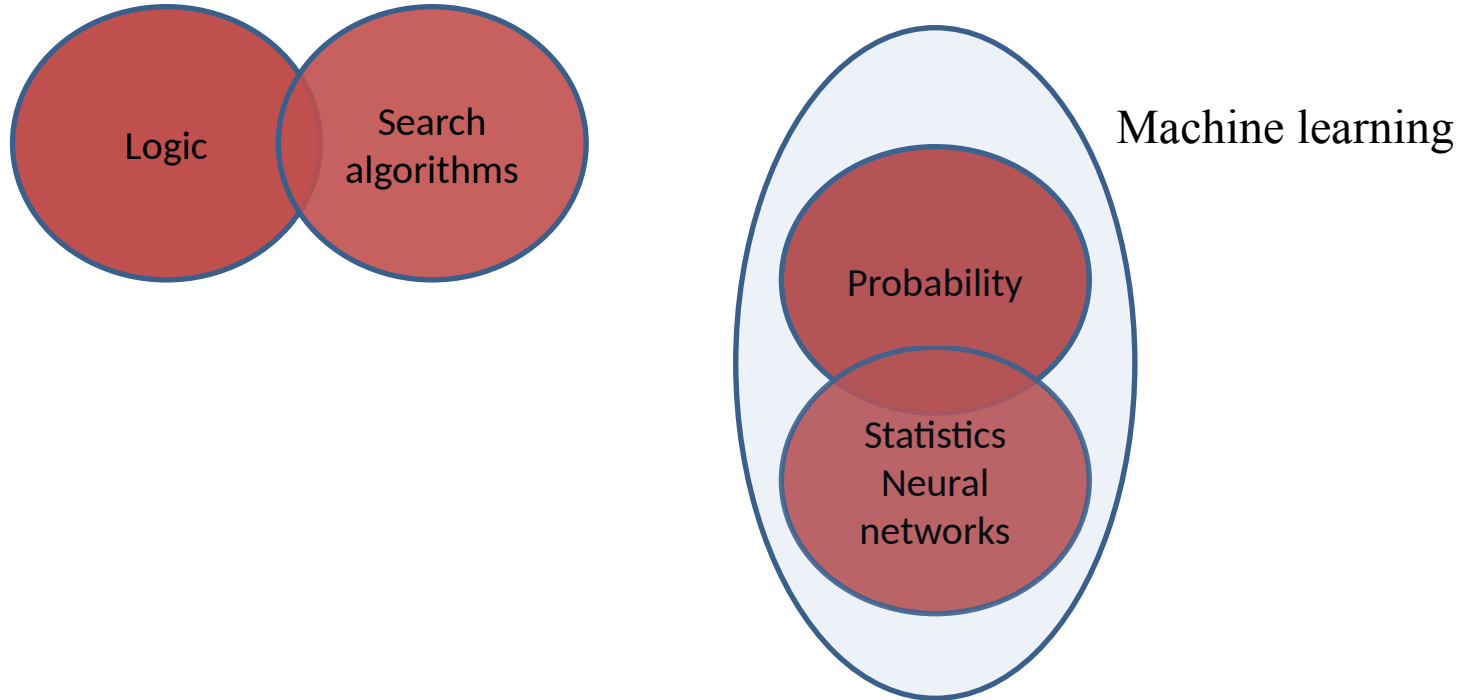 Logic
Search
algorithms
Machine learning
Probability
Statistics
Neural
networks